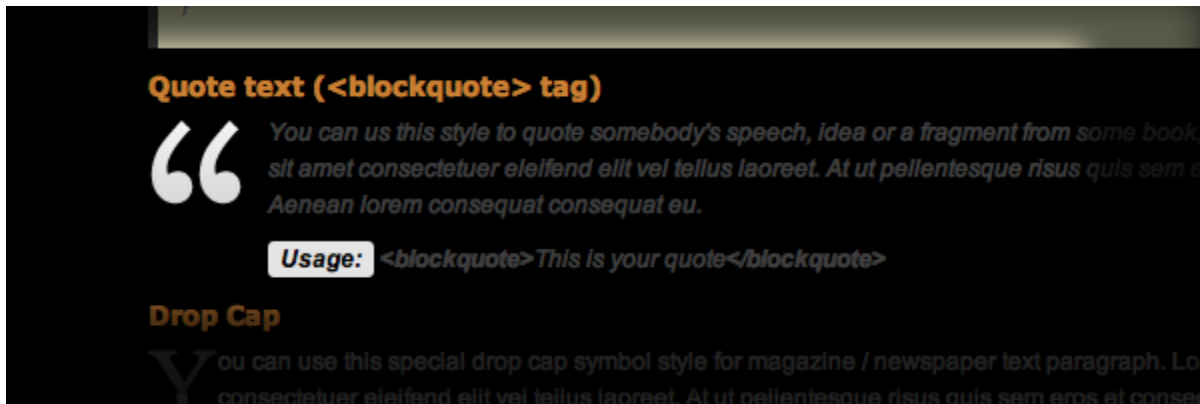 Quote text (<blockquote> tag)
You can us this style to quote somebody's speech, idea or a fragment from some book,
sit amet consectetuer eleifend elit vel tellus laoreet. At ut pellentesque risus quis sem
Aenean lorem consequat consequat eu.
Usage: <blockquote>This is your quote</blockquote>
Drop Cap
You can use this special drop cap symbol style for magazine / newspaper text paragraph.
consectetuer eleifend elit vel tellus laoreet. At ut pellentesque risus quis sem eros et